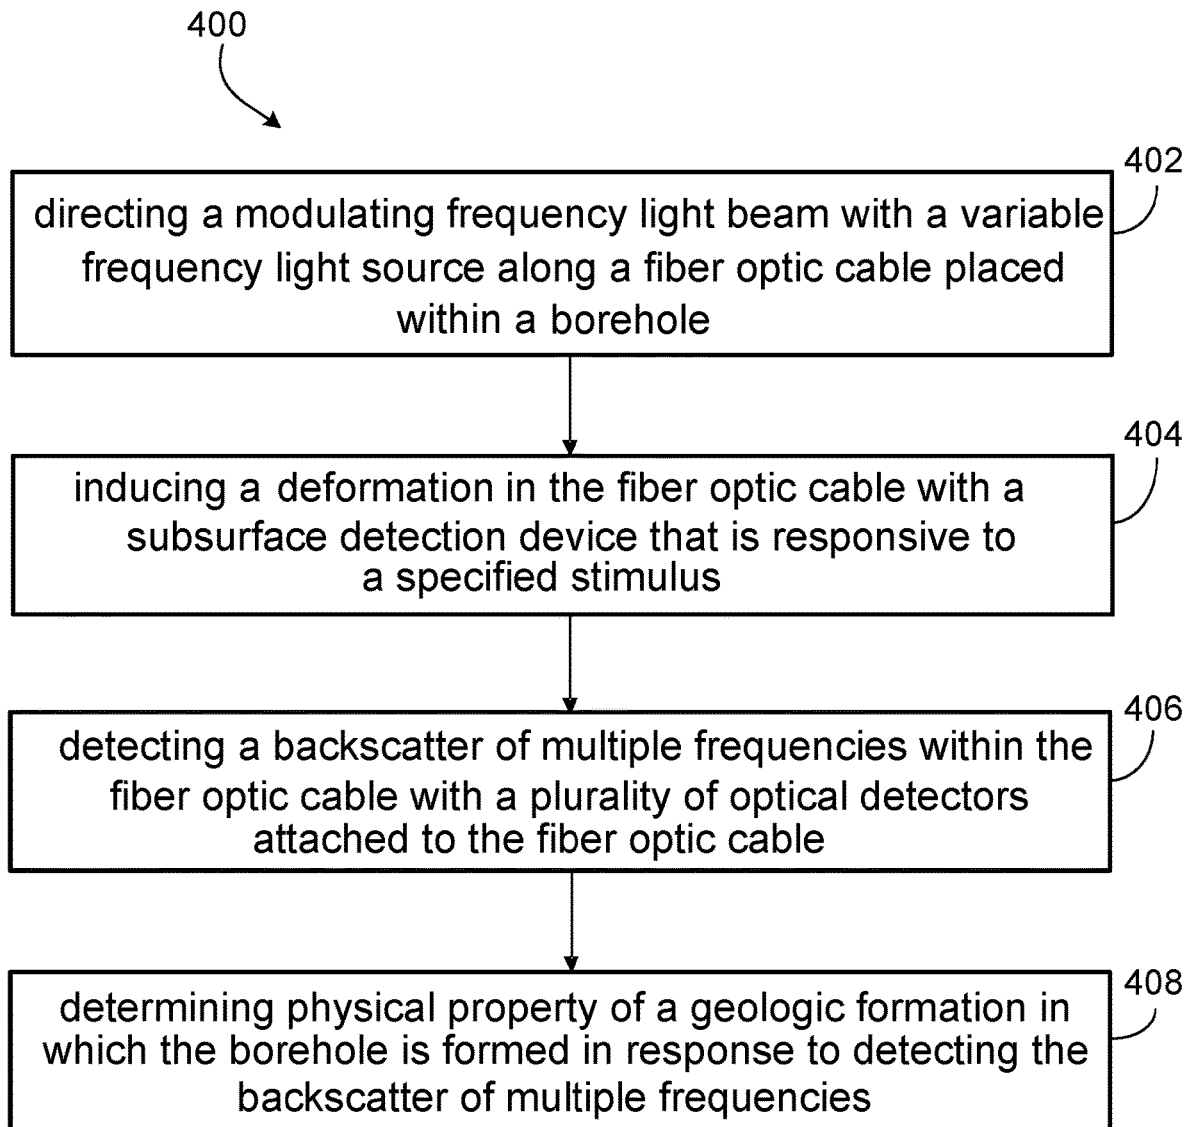 400
402
directing a modulating frequency light beam with a variable
frequency light source along a fiber optic cable placed
within a borehole
404
inducing a deformation in the fiber optic cable with a
subsurface detection device that is responsive to
a specified stimulus
406
detecting a backscatter of multiple frequencies within the
fiber optic cable with a plurality of optical detectors
attached to the fiber optic cable
408
determining physical property of a geologic formation in
which the borehole is formed in response to detecting the
backscatter of multiple frequencies